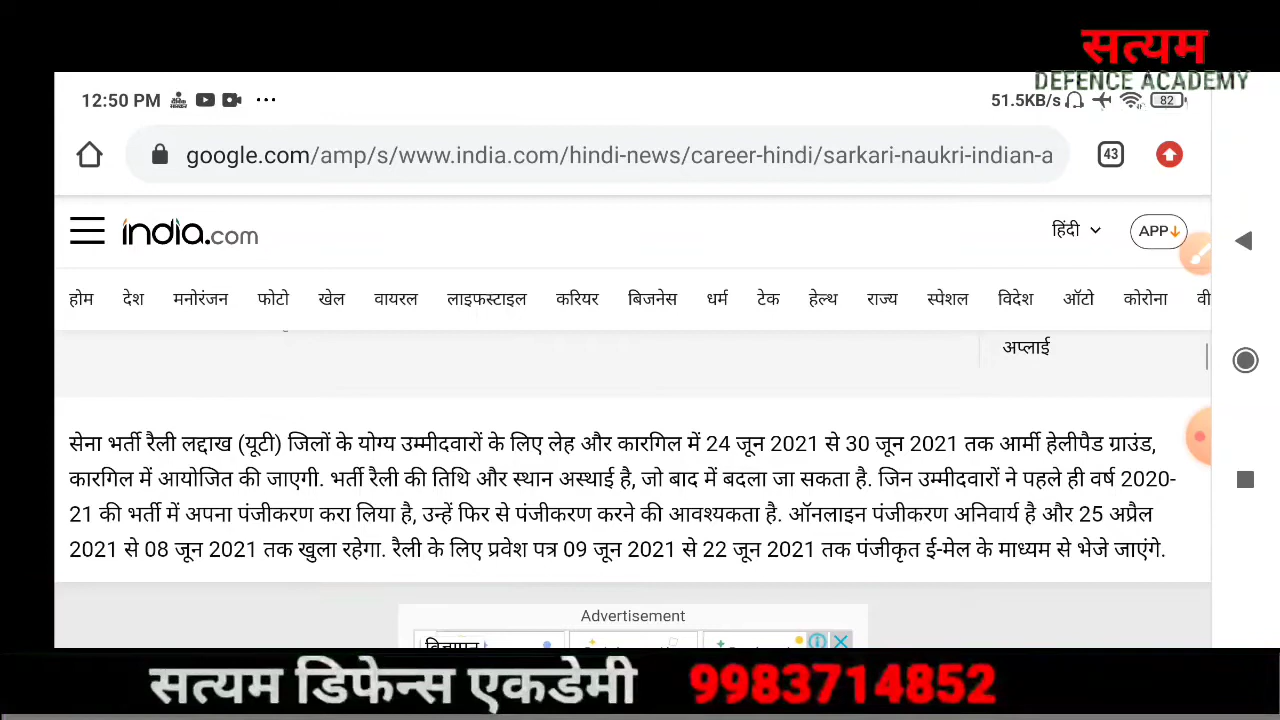 सत्यम
DEFENCE ACADEMY
12:50 PM ... 51.5KB/s 82
google.com/amp/s/www.india.com/hindi-news/career-hindi/sarkari-naukri-indian-a 43
india.com हिंदी APP
होम देश मनोरंजन फोटो खेल वायरल लाइफस्टाइल करियर बिजनेस धर्म टेक हेल्थ राज्य स्पेशल विदेश ऑटो कोरोना वी
अप्लाई
सेना भर्ती रैली लद्दाख (यूटी) जिलों के योग्य उम्मीदवारों के लिए लेह और कारगिल में 24 जून 2021 से 30 जून 2021 तक आर्मी हेलीपैड ग्राउंड,
कारगिल में आयोजित की जाएगी. भर्ती रैली की तिथि और स्थान अस्थाई है, जो बाद में बदला जा सकता है. जिन उम्मीदवारों ने पहले ही वर्ष 2020-
21 की भर्ती में अपना पंजीकरण करा लिया है, उन्हें फिर से पंजीकरण करने की आवश्यकता है. ऑनलाइन पंजीकरण अनिवार्य है और 25 अप्रैल
2021 से 08 जून 2021 तक खुला रहेगा. रैली के लिए प्रवेश पत्र 09 जून 2021 से 22 जून 2021 तक पंजीकृत ई-मेल के माध्यम से भेजे जाएंगे.
Advertisement
सत्यम डिफेन्स एकडेमी 9983714852